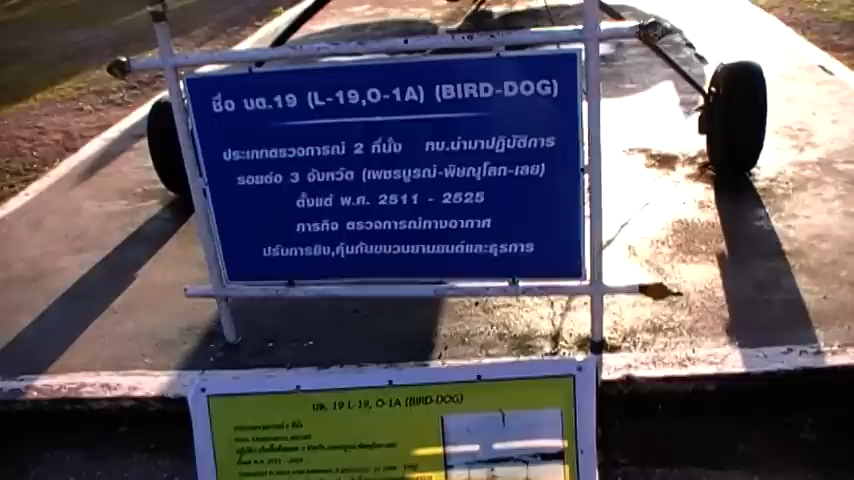 ชื่อ บต.19 (L-19,O-1A) (BIRD-DOG)
ประเภทตรวจการณ์ 2 ที่นั่ง ทบ.นำมาปฏิบัติการ
รอยต่อ 3 จังหวัด (เพชรบูรณ์-พิษณุโลก-เลย)
ตั้งแต่ พ.ศ. 2511 - 2525
ภารกิจ ตรวจการณ์ทางอากาศ
ปรับการยิง,คุ้มกันขบวนยานยนต์และธุรการ
บต. 19 L-19, O-1A (BIRD-DOG)